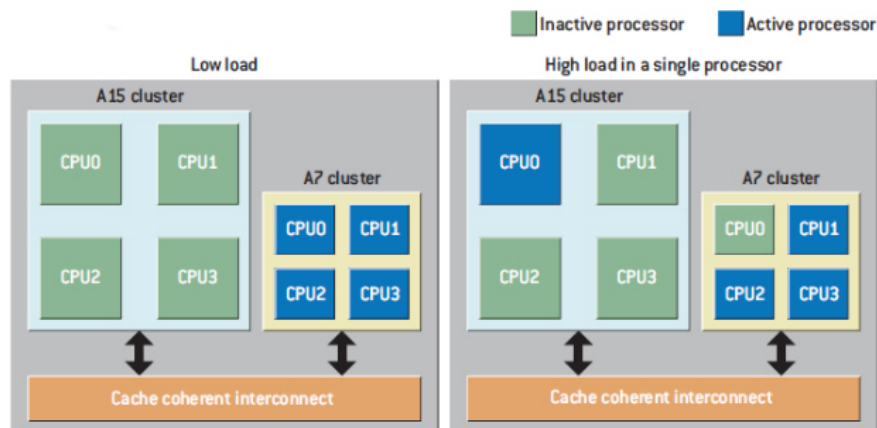 Inactive processor
Active processor
Low load
A15 cluster
CPU0
CPU1
CPU2
CPU3
A7 cluster
CPU0
CPU1
CPU2
CPU3
Cache coherent interconnect
High load in a single processor
A15 cluster
CPU0
CPU1
CPU2
CPU3
A7 cluster
CPU0
CPU1
CPU2
CPU3
Cache coherent interconnect